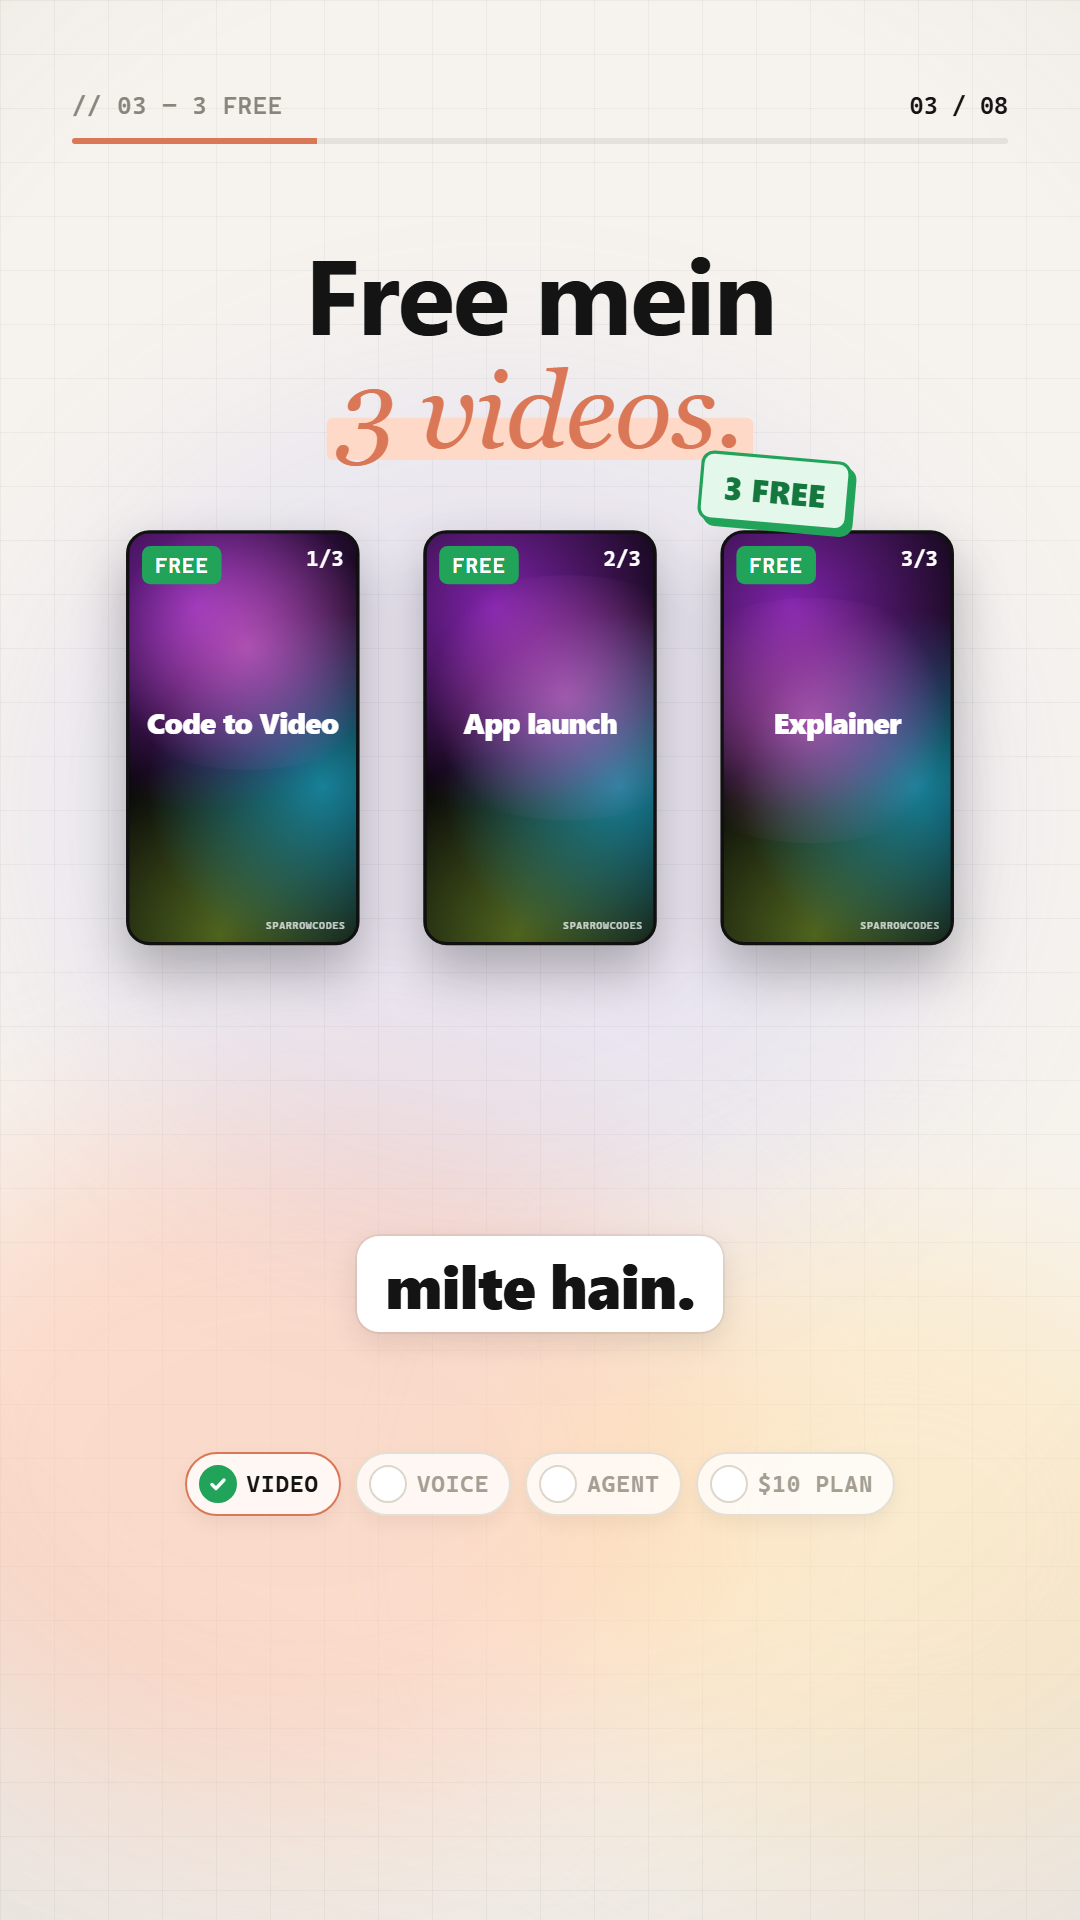 // 03 — 3 FREE
03 / 08
Free mein
3 videos.
3 FREE
FREE
1/3
Code to Video
SPARROWCODES
FREE
2/3
App launch
SPARROWCODES
FREE
3/3
Explainer
SPARROWCODES
milte hain.
VIDEO
VOICE
AGENT
$10 PLAN